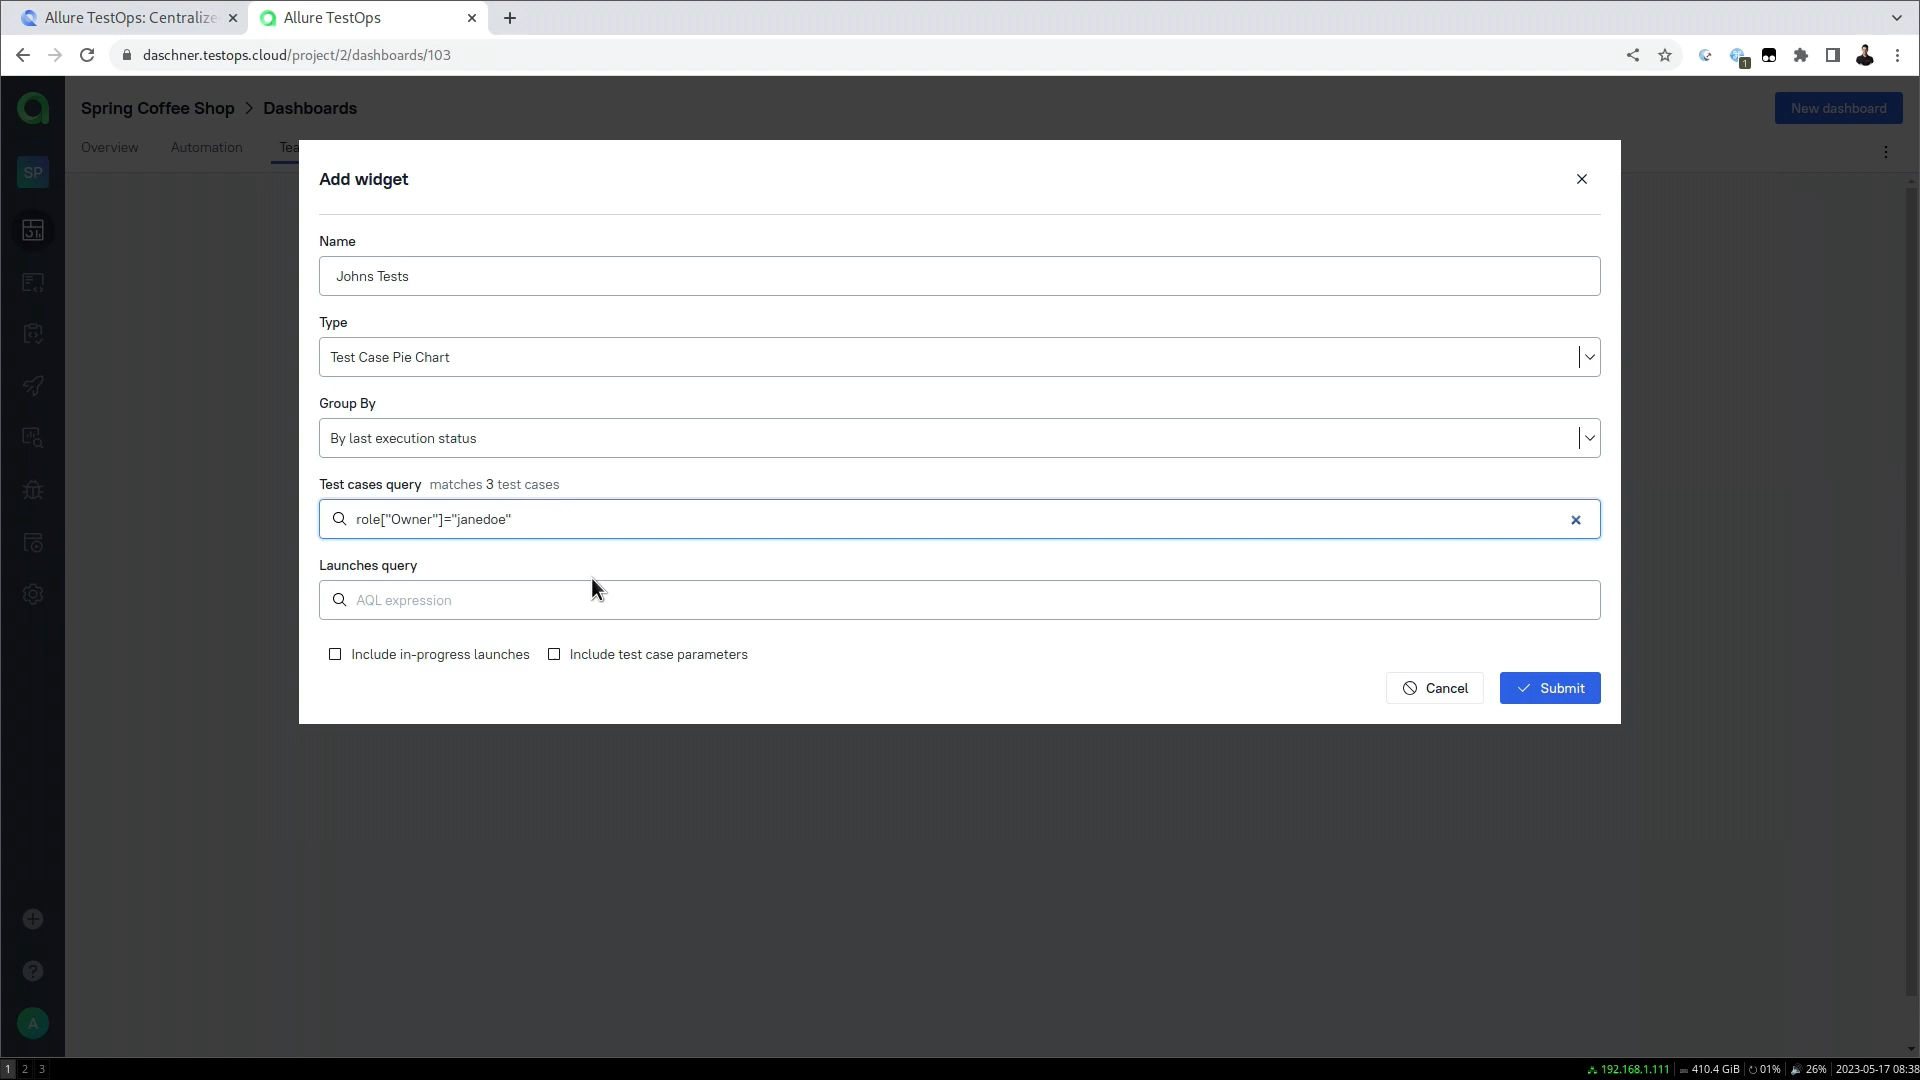 Allure TestOps: Centralize
Allure TestOps
daschner.testops.cloud/project/2/dashboards/103
1
Spring Coffee Shop > Dashboards
New dashboard
Overview
Automation
Tea
SP
Add widget
Name
Johns Tests
Type
Test Case Pie Chart
Group By
By last execution status
Test cases query matches 3 test cases
role["Owner"]="janedoe"
Launches query
AQL expression
Include in-progress launches
Include test case parameters
Cancel
Submit
?
A
1 2 3
192.168.1.111 410.4 GiB 01% 26% 2023-05-17 08:38